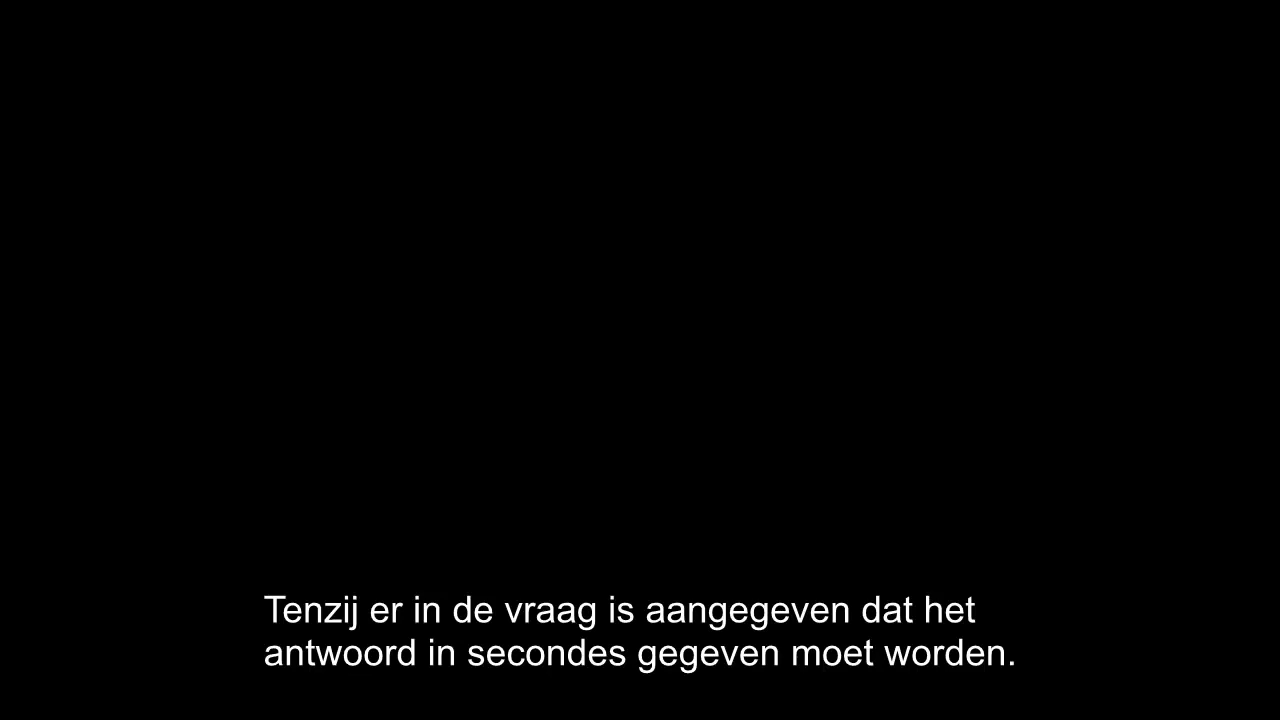 Tenzij er in de vraag is aangegeven dat het
antwoord in secondes gegeven moet worden.